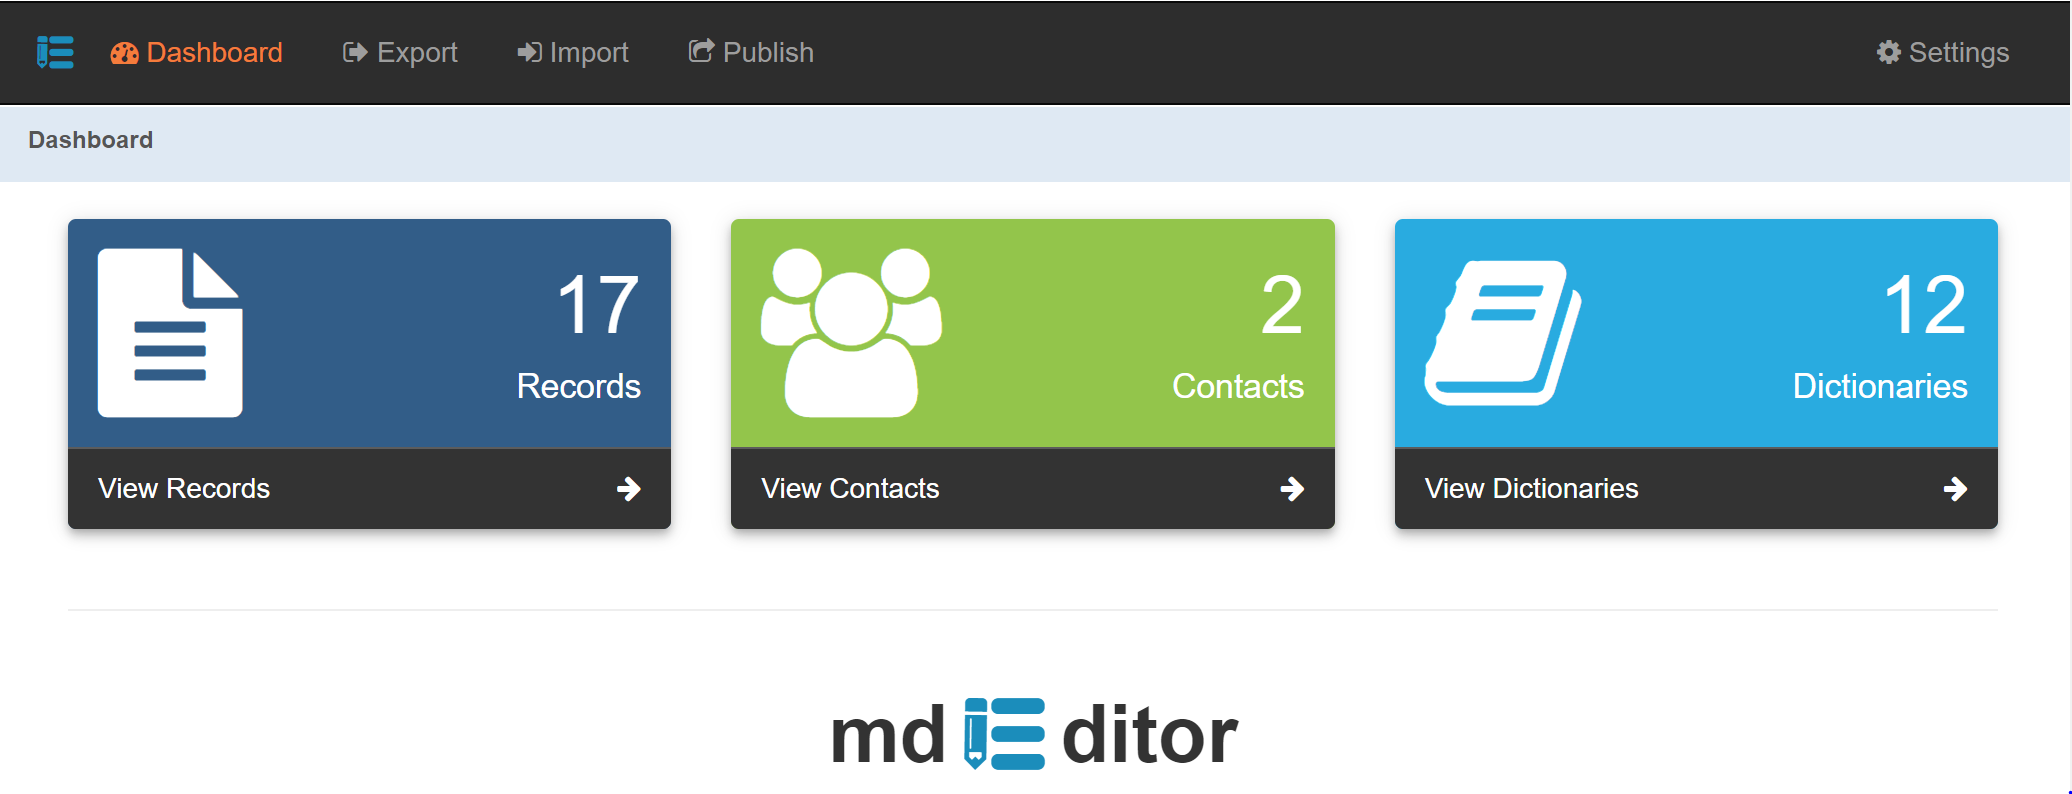 Dashboard Export Import Publish Settings
Dashboard
17
Records
View Records
2
Contacts
View Contacts
12
Dictionaries
View Dictionaries
md ditor